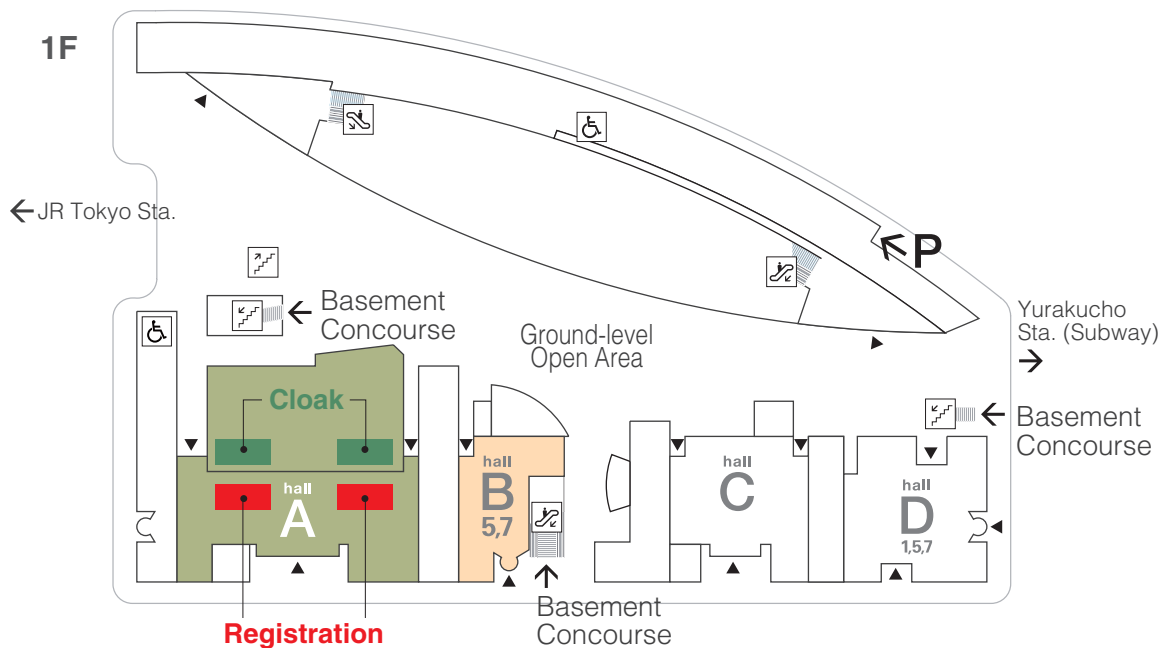 1F
JR Tokyo Sta.
P
Basement
Concourse
Ground-level
Open Area
Yurakucho
Sta. (Subway)
Basement
Concourse
Cloak
hall
A
hall
B
5,7
hall
C
hall
D
1,5,7
Basement
Concourse
Registration